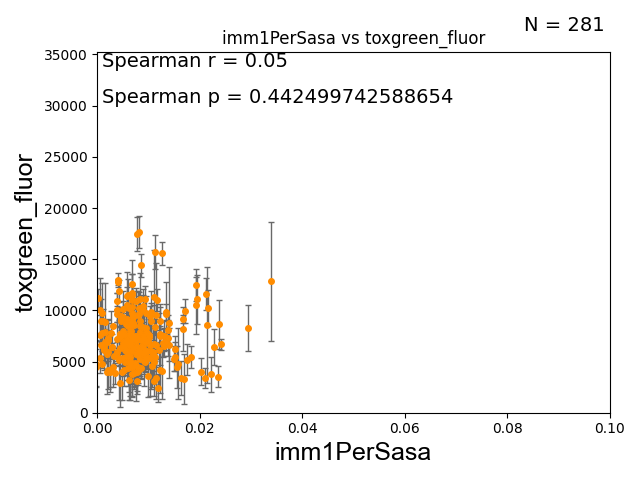 N = 281
imm1PerSasa vs toxgreen_fluor
Spearman r = 0.05
Spearman p = 0.442499742588654
35000
30000
25000
20000
15000
10000
5000
0
toxgreen_fluor
0.00 0.02 0.04 0.06 0.08 0.10
imm1PerSasa